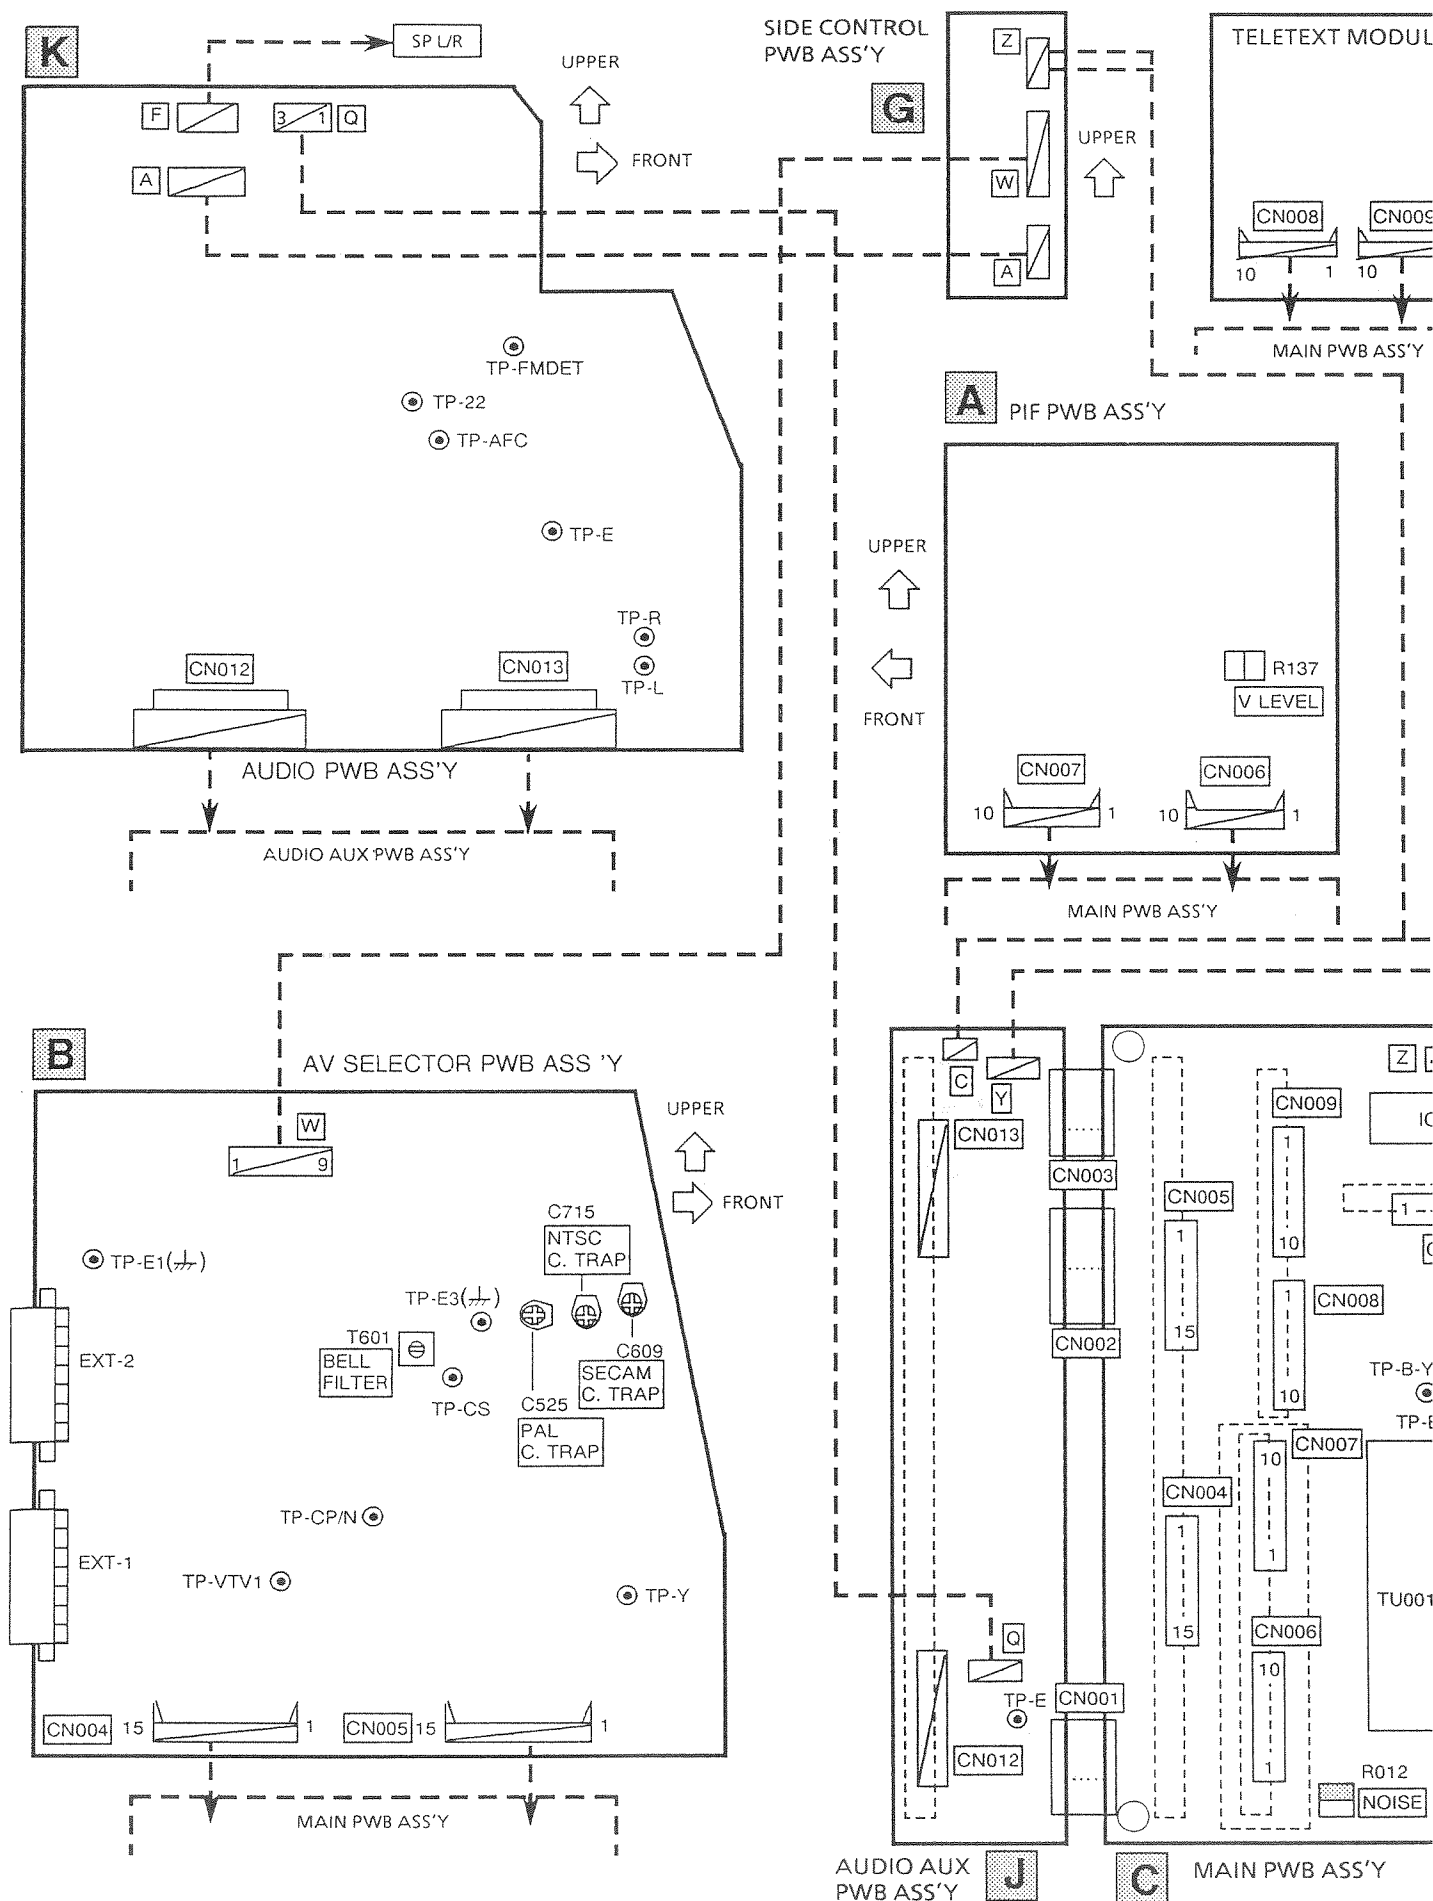 K
SP L/R
UPPER
FRONT
F
3 1
Q
A
TP-FMDET
TP-22
TP-AFC
TP-E
TP-R
TP-L
CN012
CN013
AUDIO PWB ASS'Y
AUDIO AUX PWB ASS'Y
SIDE CONTROL
PWB ASS'Y
G
Z
W
A
UPPER
TELETEXT MODUL
CN008
CN009
10 1
10
MAIN PWB ASS'Y
A
PIF PWB ASS'Y
UPPER
FRONT
R137
V LEVEL
CN007
CN006
10 1
10 1
MAIN PWB ASS'Y
B
AV SELECTOR PWB ASS 'Y
W
1 9
UPPER
FRONT
TP-E1
C715
NTSC
C. TRAP
TP-E3
T601
BELL
FILTER
C609
SECAM
C. TRAP
TP-CS
C525
PAL
C. TRAP
EXT-2
TP-CP/N
EXT-1
TP-VTV1
TP-Y
CN004 15 1
CN005 15 1
MAIN PWB ASS'Y
C
Y
CN013
CN003
CN002
Q
TP-E
CN001
CN012
AUDIO AUX
PWB ASS'Y
J
Z
CN009
1
10
IC
1
CN005
1
15
CN008
1
10
TP-B-Y
CN007
10
1
CN004
1
15
TU001
CN006
10
1
R012
NOISE
C
MAIN PWB ASS'Y